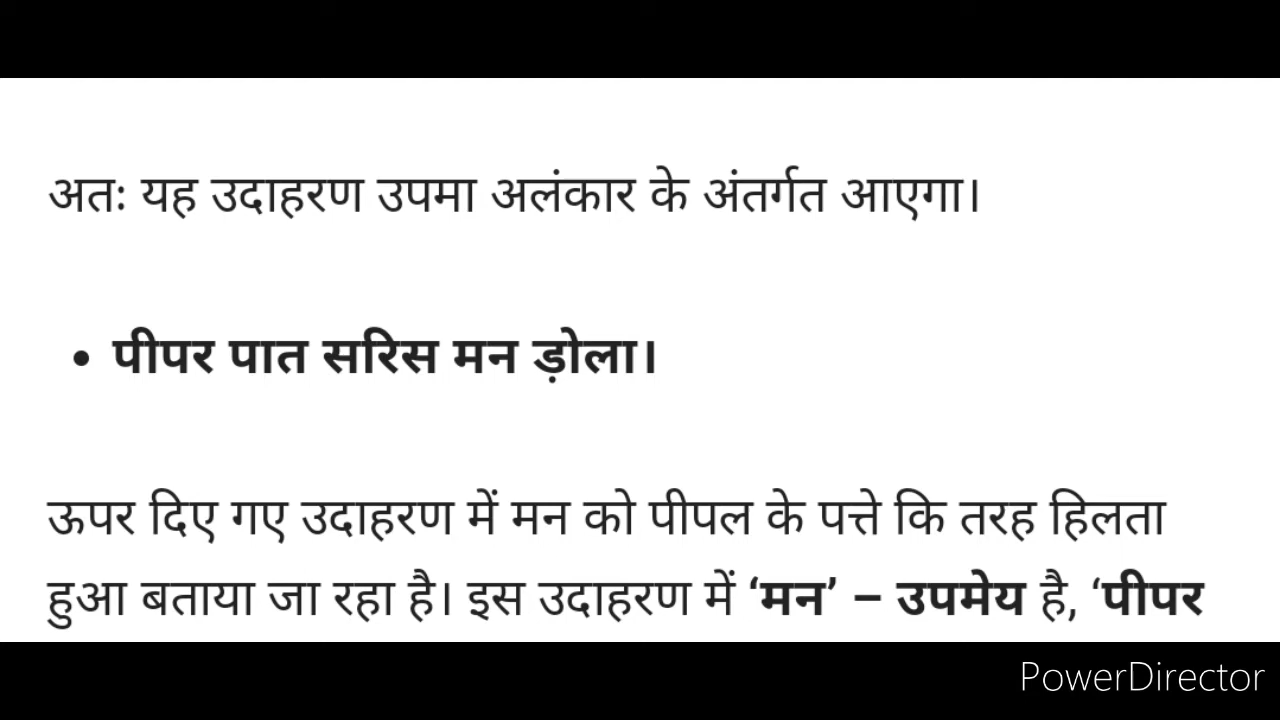 अतः यह उदाहरण उपमा अलंकार के अंतर्गत आएगा।
• पीपर पात सरिस मन ड़ोला।
ऊपर दिए गए उदाहरण में मन को पीपल के पत्ते कि तरह हिलता
हुआ बताया जा रहा है। इस उदाहरण में ‘मन’ – उपमेय है, ‘पीपर
PowerDirector